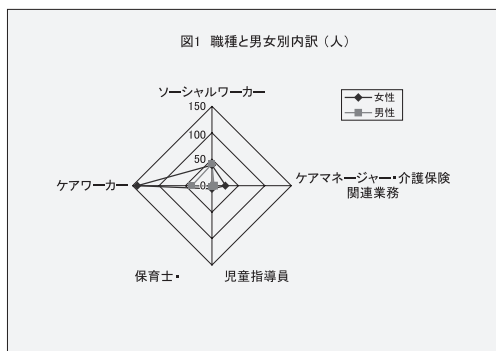 図1 職種と男女別内訳（人）
ソーシャルワーカー
女性
男性
150
100
50
0
ケアワーカー
ケアマネージャー・介護保険
関連業務
保育士・ 児童指導員